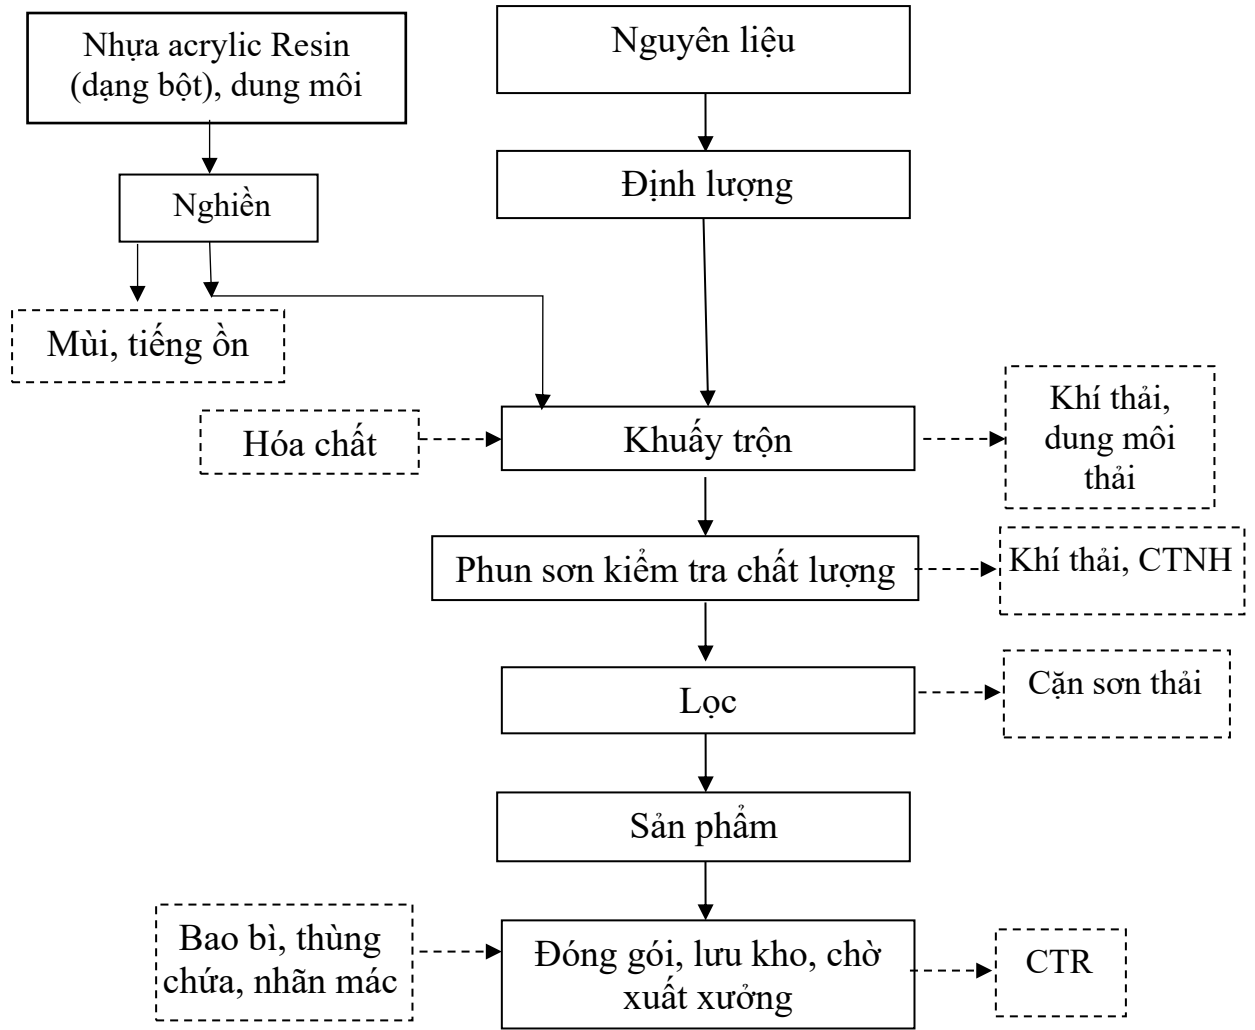 Nhựa acrylic Resin
(dạng bột), dung môi
Nguyên liệu
Định lượng
Nghiền
Mùi, tiếng ồn
Hóa chất
Khuấy trộn
Khí thải,
dung môi
thải
Phun sơn kiểm tra chất lượng
Khí thải, CTNH
Lọc
Cặn sơn thải
Sản phẩm
Bao bì, thùng
chứa, nhãn mác
Đóng gói, lưu kho, chờ
xuất xưởng
CTR